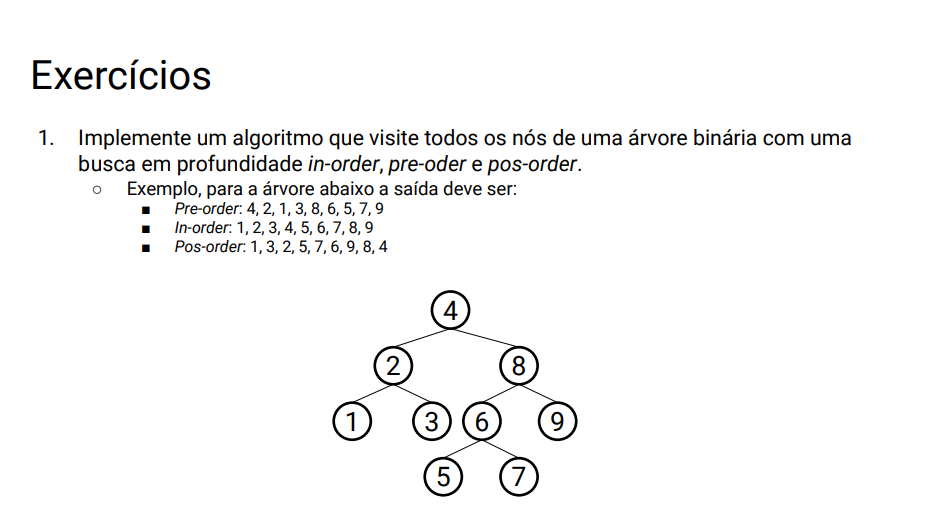 Exercícios
1. Implemente um algoritmo que visite todos os nós de uma árvore binária com uma
busca em profundidade in-order, pre-oder e pos-order.
○ Exemplo, para a árvore abaixo a saída deve ser:
■ Pre-order: 4, 2, 1, 3, 8, 6, 5, 7, 9
■ In-order: 1, 2, 3, 4, 5, 6, 7, 8, 9
■ Pos-order: 1, 3, 2, 5, 7, 6, 9, 8, 4
4
2 8
1 3 6 9
5 7